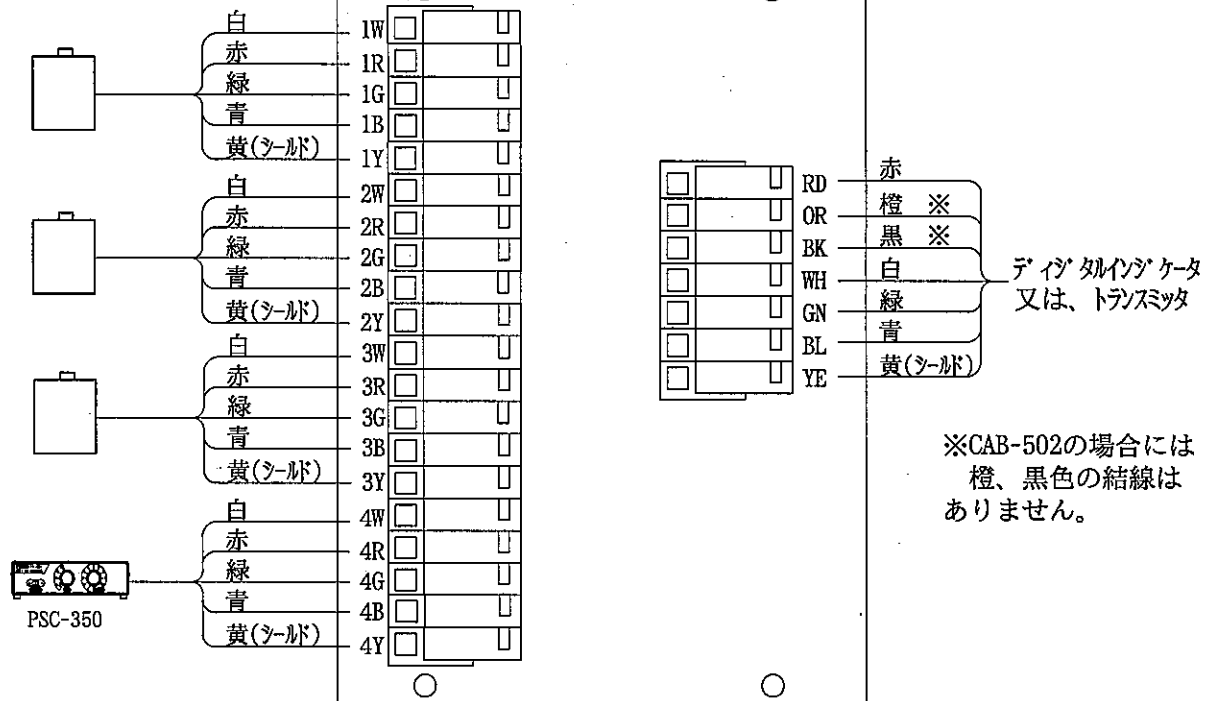 白 1W
赤 1R
緑 1G
青 1B
黄(シールド) 1Y
白 2W
赤 2R
緑 2G
青 2B
黄(シールド) 2Y
白 3W
赤 3R
緑 3G
青 3B
黄(シールド) 3Y
白 4W
赤 4R
緑 4G
青 4B
黄(シールド) 4Y
PSC-350
RD 赤
OR 橙 ※
BK 黒 ※
WH 白
GN 緑
BL 青
YE 黄(シールド)
ディジタルインジケータ
又は、トランスミッタ
※CAB-502の場合には
橙、黒色の結線は
ありません。